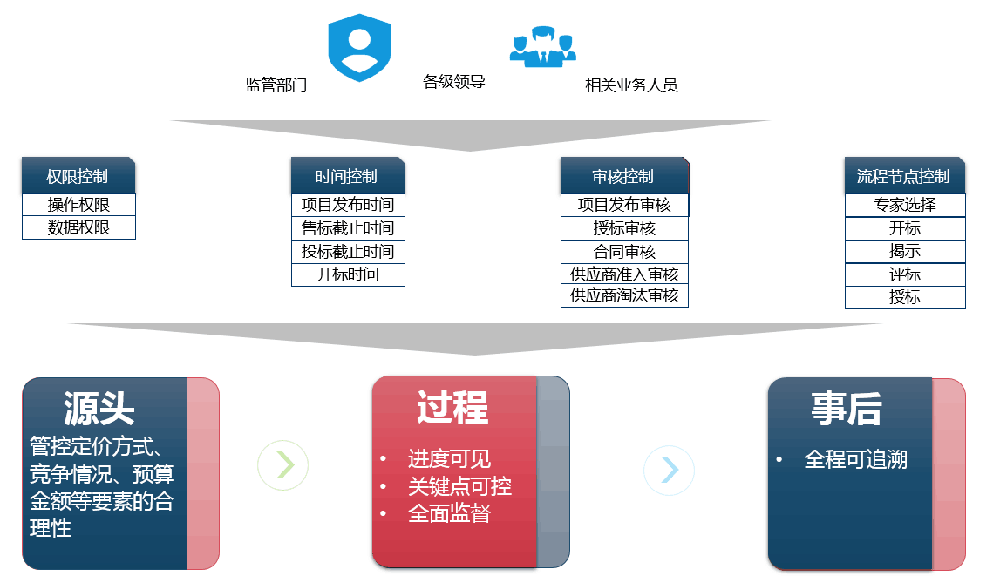 监管部门
各级领导
相关业务人员
权限控制
操作权限
数据权限
时间控制
项目发布时间
售标截止时间
投标截止时间
开标时间
审核控制
项目发布审核
授标审核
合同审核
供应商准入审核
供应商淘汰审核
流程节点控制
专家选择
开标
揭示
评标
授标
源头
管控定价方式、
竞争情况、预算
金额等要素的合
理性
过程
• 进度可见
• 关键点可控
• 全面监督
事后
• 全程可追溯